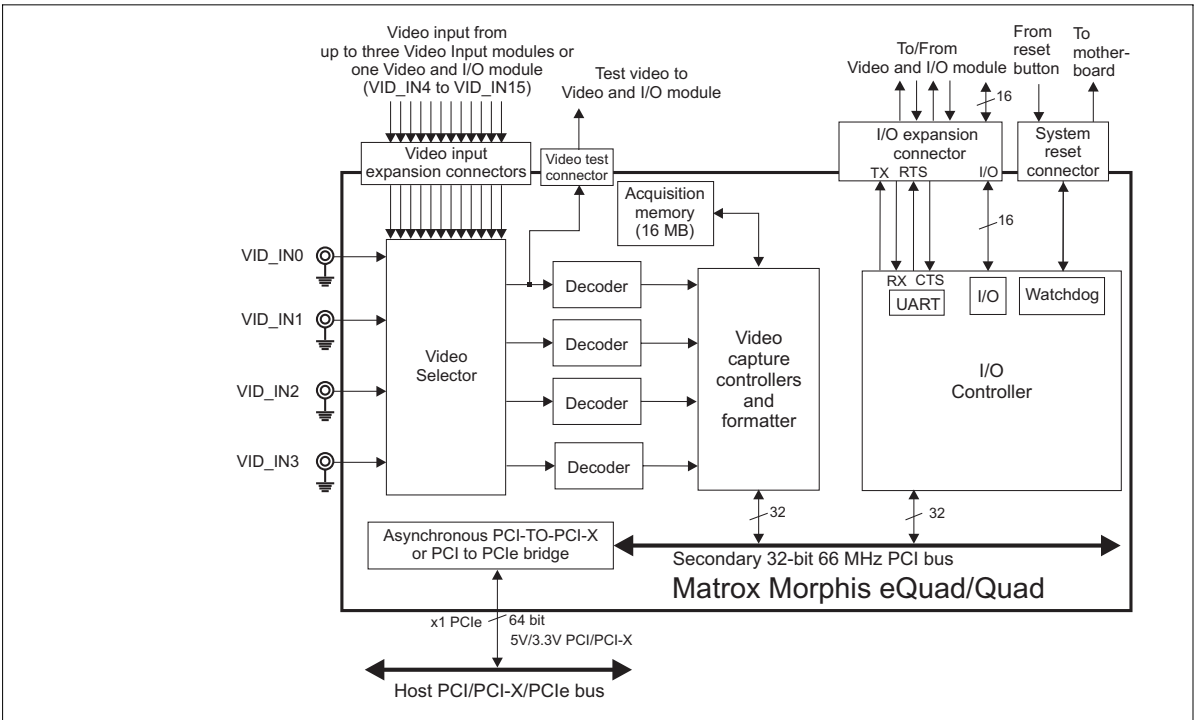 Video input from
up to three Video Input modules or
one Video and I/O module
(VID_IN4 to VID_IN15)
Test video to
Video and I/O module
To/From
Video and I/O module
16
From
reset
button
To
mother-
board
Video input
expansion connectors
Video test
connector
I/O expansion
connector
TX RTS I/O
System
reset
connector
Acquisition
memory
(16 MB)
16
VID_IN0
VID_IN1
VID_IN2
VID_IN3
Video
Selector
Decoder
Decoder
Decoder
Decoder
Video
capture
controllers
and
formatter
RX CTS
UART
I/O
Watchdog
I/O
Controller
32
32
Asynchronous PCI-TO-PCI-X
or PCI to PCIe bridge
Secondary 32-bit 66 MHz PCI bus
Matrox Morphis eQuad/Quad
x1 PCIe
64 bit
5V/3.3V PCI/PCI-X
Host PCI/PCI-X/PCIe bus